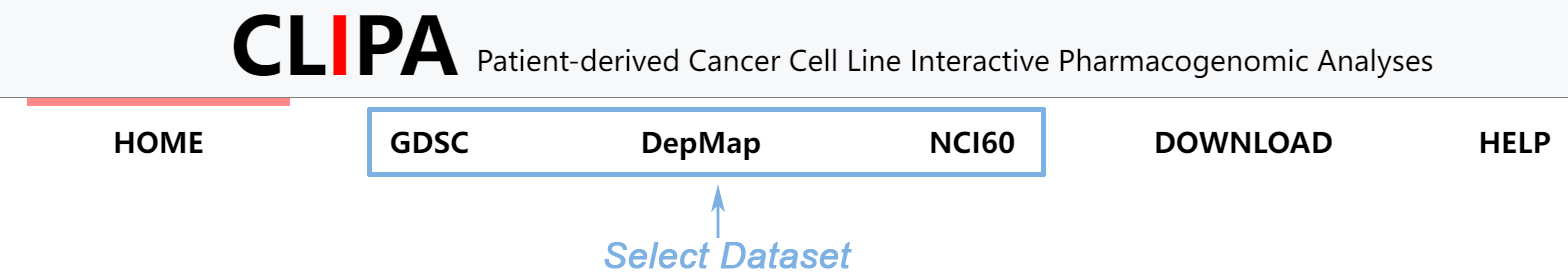 CLIPA Patient-derived Cancer Cell Line Interactive Pharmacogenomic Analyses
HOME GDSC DepMap NCI60 DOWNLOAD HELP
Select Dataset